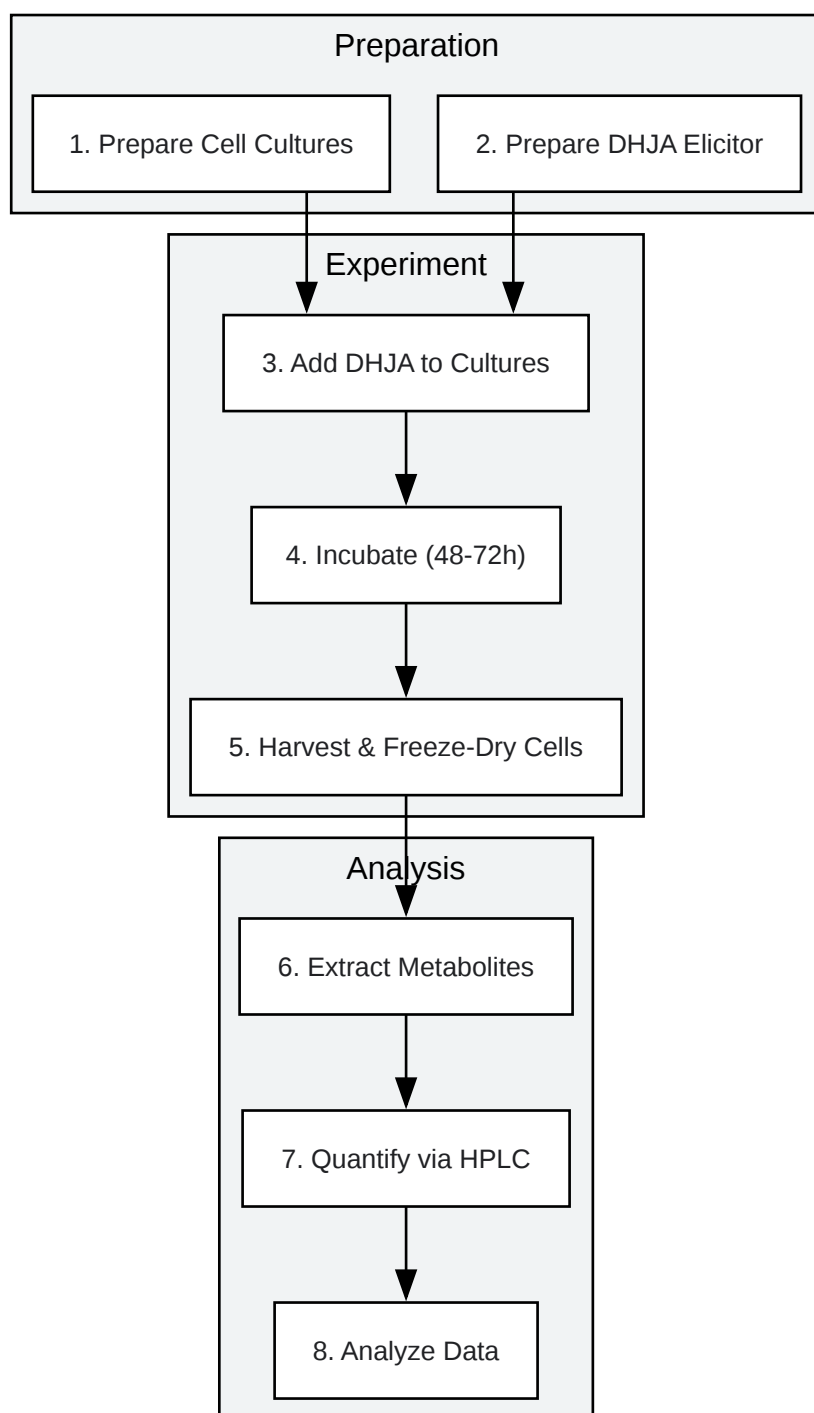 Preparation
1. Prepare Cell Cultures
2. Prepare DHJA Elicitor
Experiment
3. Add DHJA to Cultures
4. Incubate (48-72h)
5. Harvest & Freeze-Dry Cells
Analysis
6. Extract Metabolites
7. Quantify via HPLC
8. Analyze Data